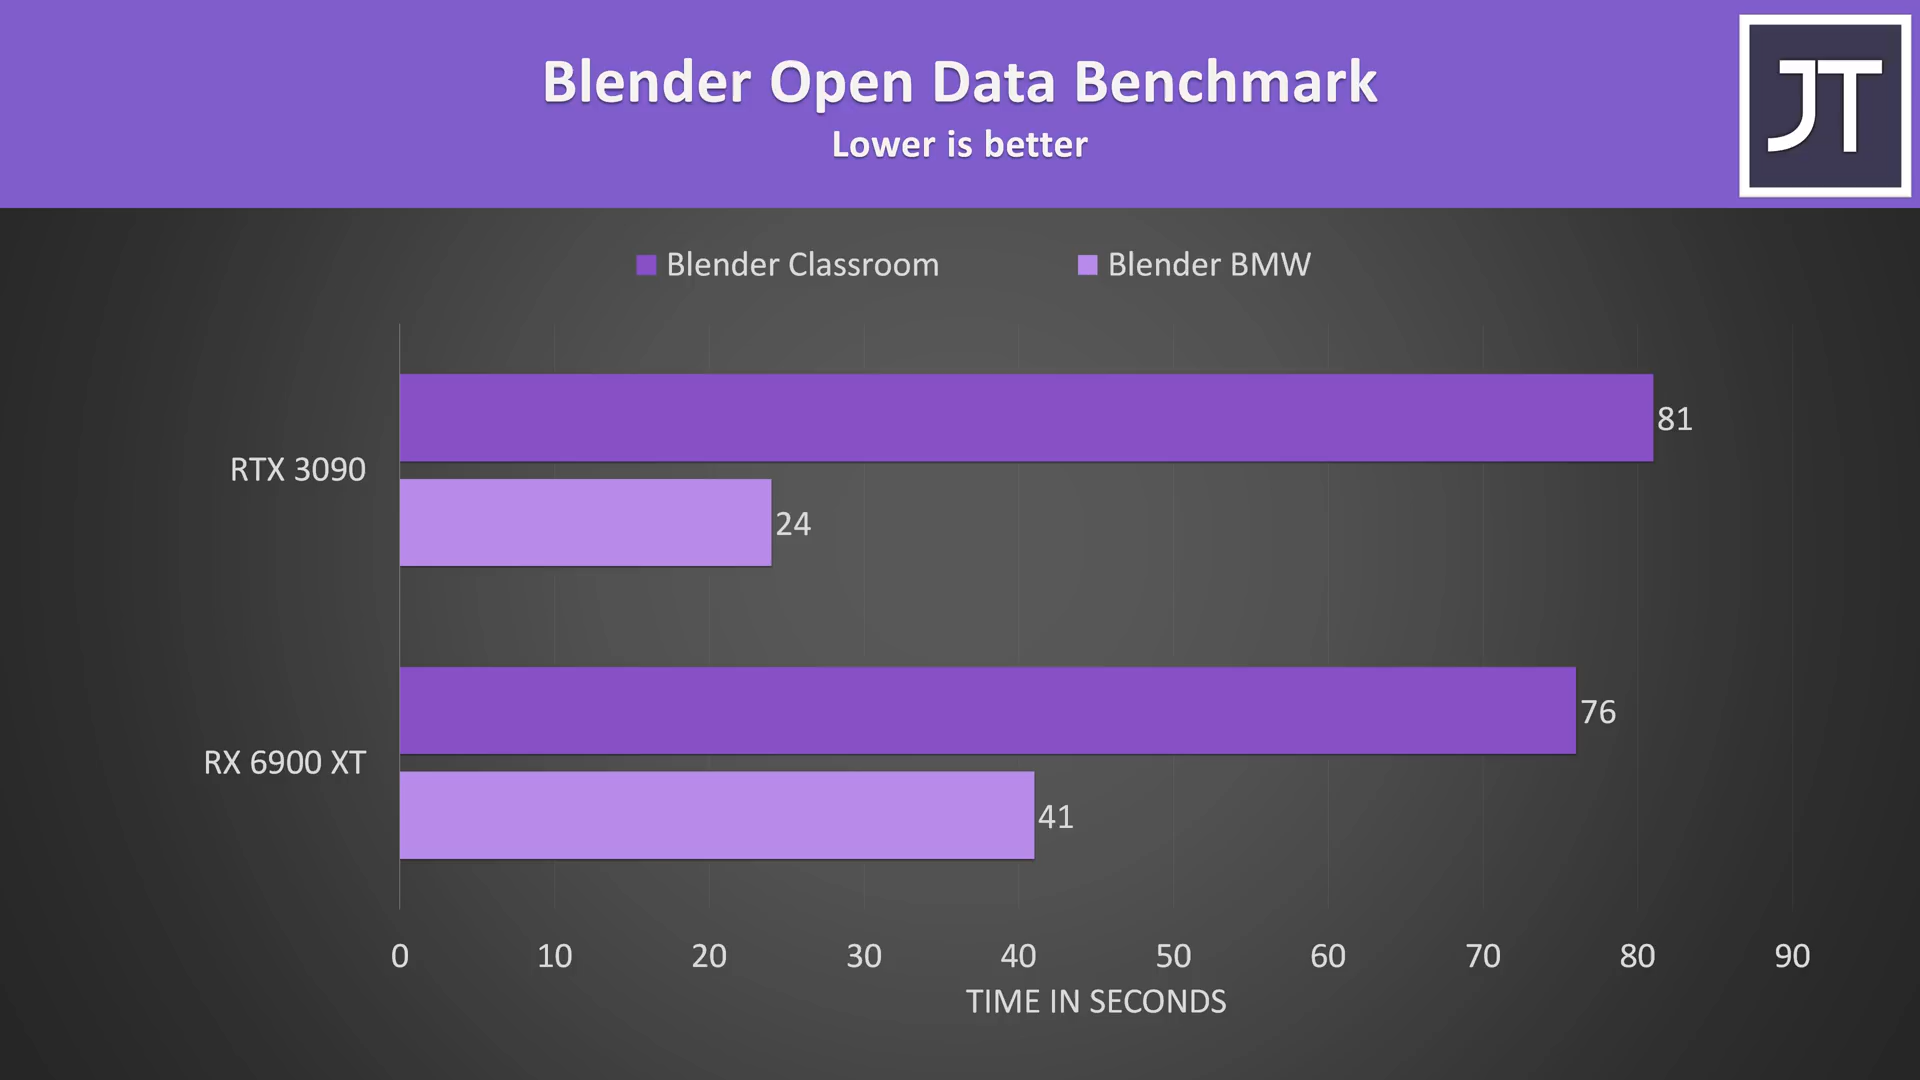 Blender Open Data Benchmark
Lower is better
JT
Blender Classroom
Blender BMW
RTX 3090
81
24
RX 6900 XT
76
41
0 10 20 30 40 50 60 70 80 90
TIME IN SECONDS